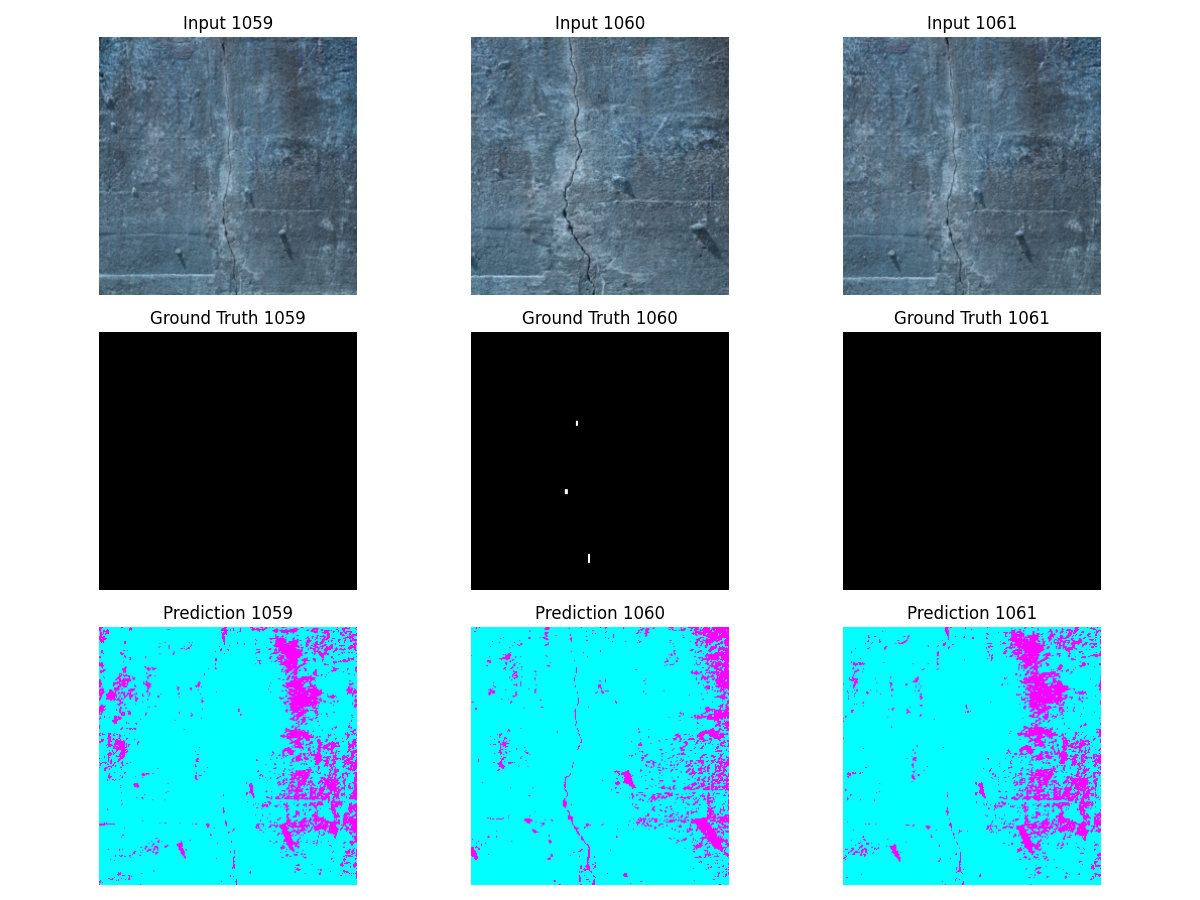 Input 1059
Input 1060
Input 1061
Ground Truth 1059
Ground Truth 1060
Ground Truth 1061
Prediction 1059
Prediction 1060
Prediction 1061